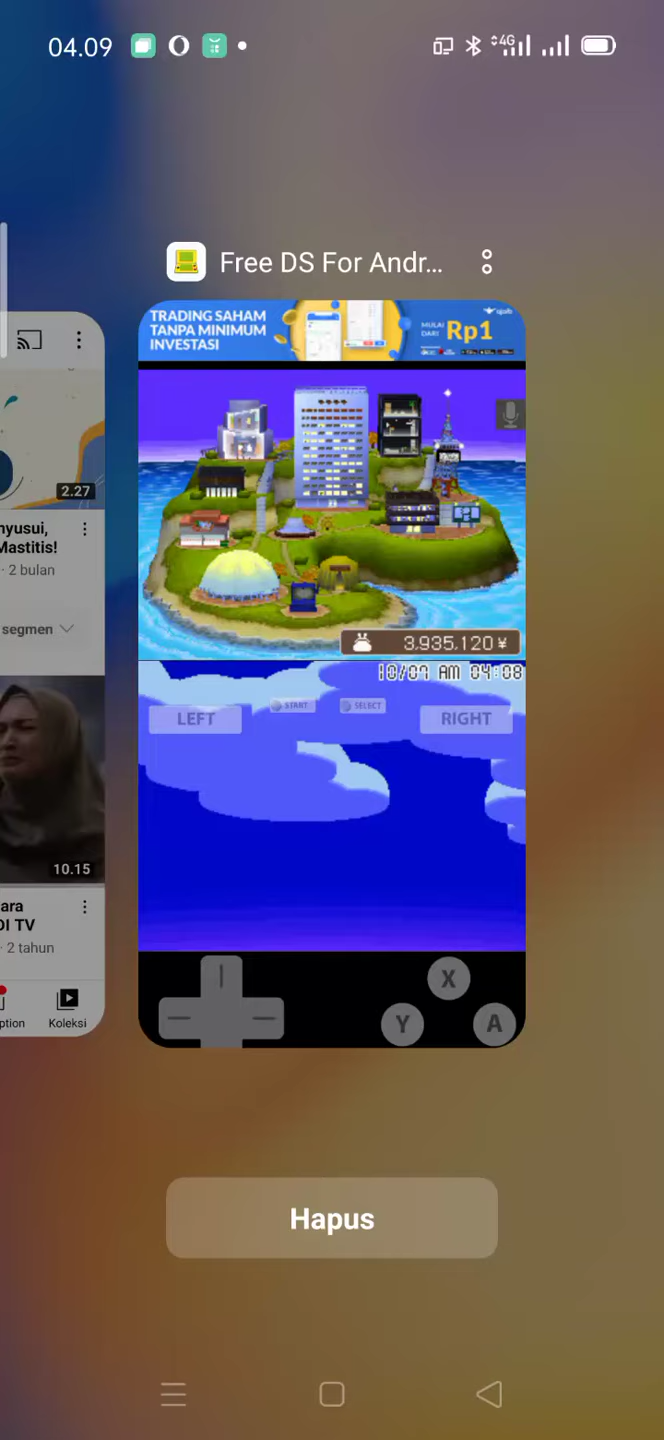 04.09
4G
Free DS For Andr...
TRADING SAHAM
TANPA MINIMUM
INVESTASI
MULAI
DARI
Rp1
3,935,120 ¥
10/07 AM 04:08
START
SELECT
LEFT
RIGHT
X
Y
A
2.27
nyusui,
Mastitis!
· 2 bulan
segmen
10.15
ara
DI TV
· 2 tahun
ption
Koleksi
Hapus